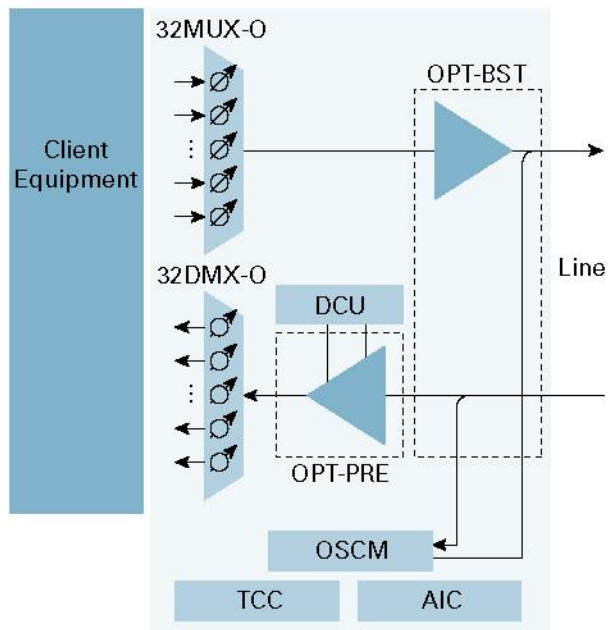 32MUX-O
OPT-BST
Client
Equipment
Line
32DMX-O
DCU
OPT-PRE
OSCM
TCC
AIC